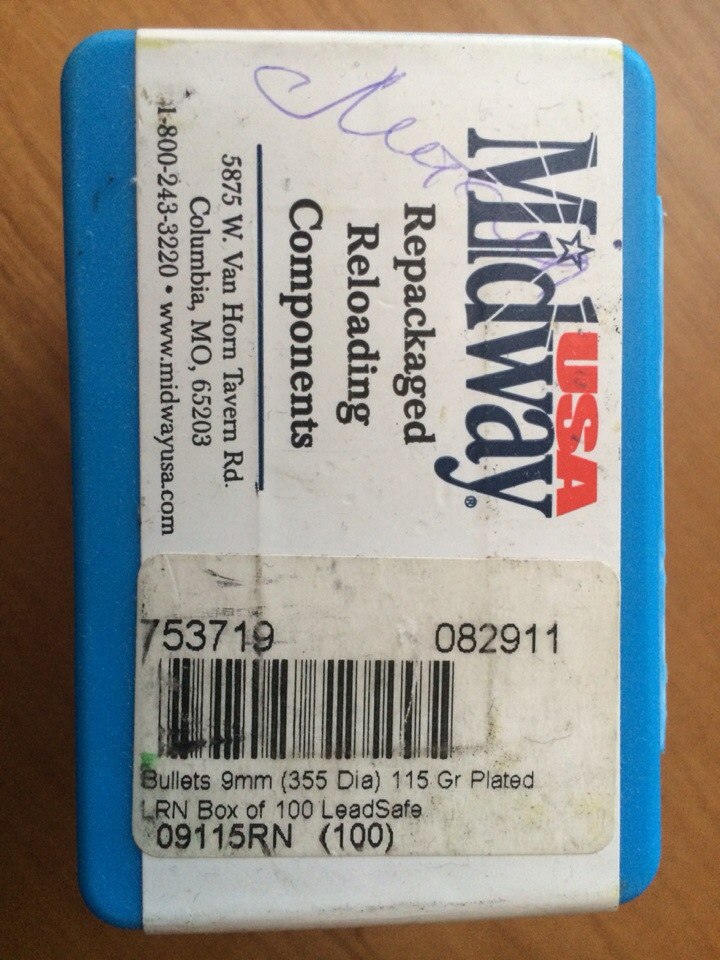 USA
Midway®
Repackaged
Reloading
Components
5875 W. Van Horn Tavern Rd.
Columbia, MO, 65203
1-800-243-3220 • www.midwayusa.com
753719 082911
Bullets 9mm (355 Dia) 115 Gr Plated
LRN Box of 100 LeadSafe
09115RN (100)